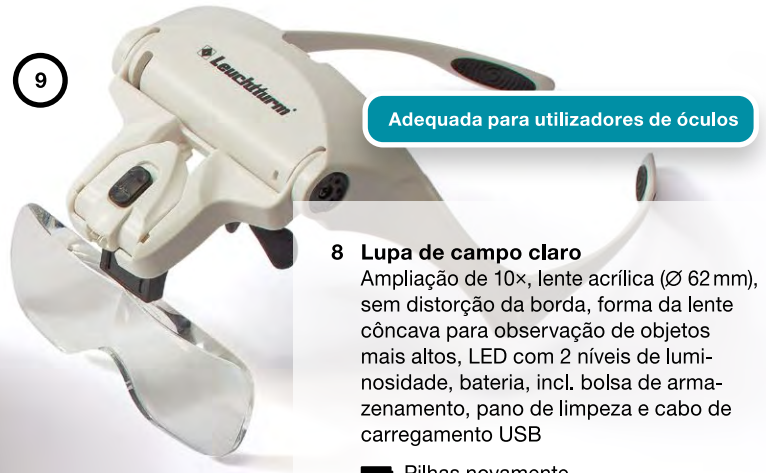 9
Leuchtturm
Adequada para utilizadores de óculos
8 Lupa de campo claro
Ampliação de 10×, lente acrílica (Ø 62 mm),
sem distorção da borda, forma da lente
côncava para observação de objetos
mais altos, LED com 2 níveis de lumi-
nosidade, bateria, incl. bolsa de arma-
zenamento, pano de limpeza e cabo de
carregamento USB
Pilhas novamente